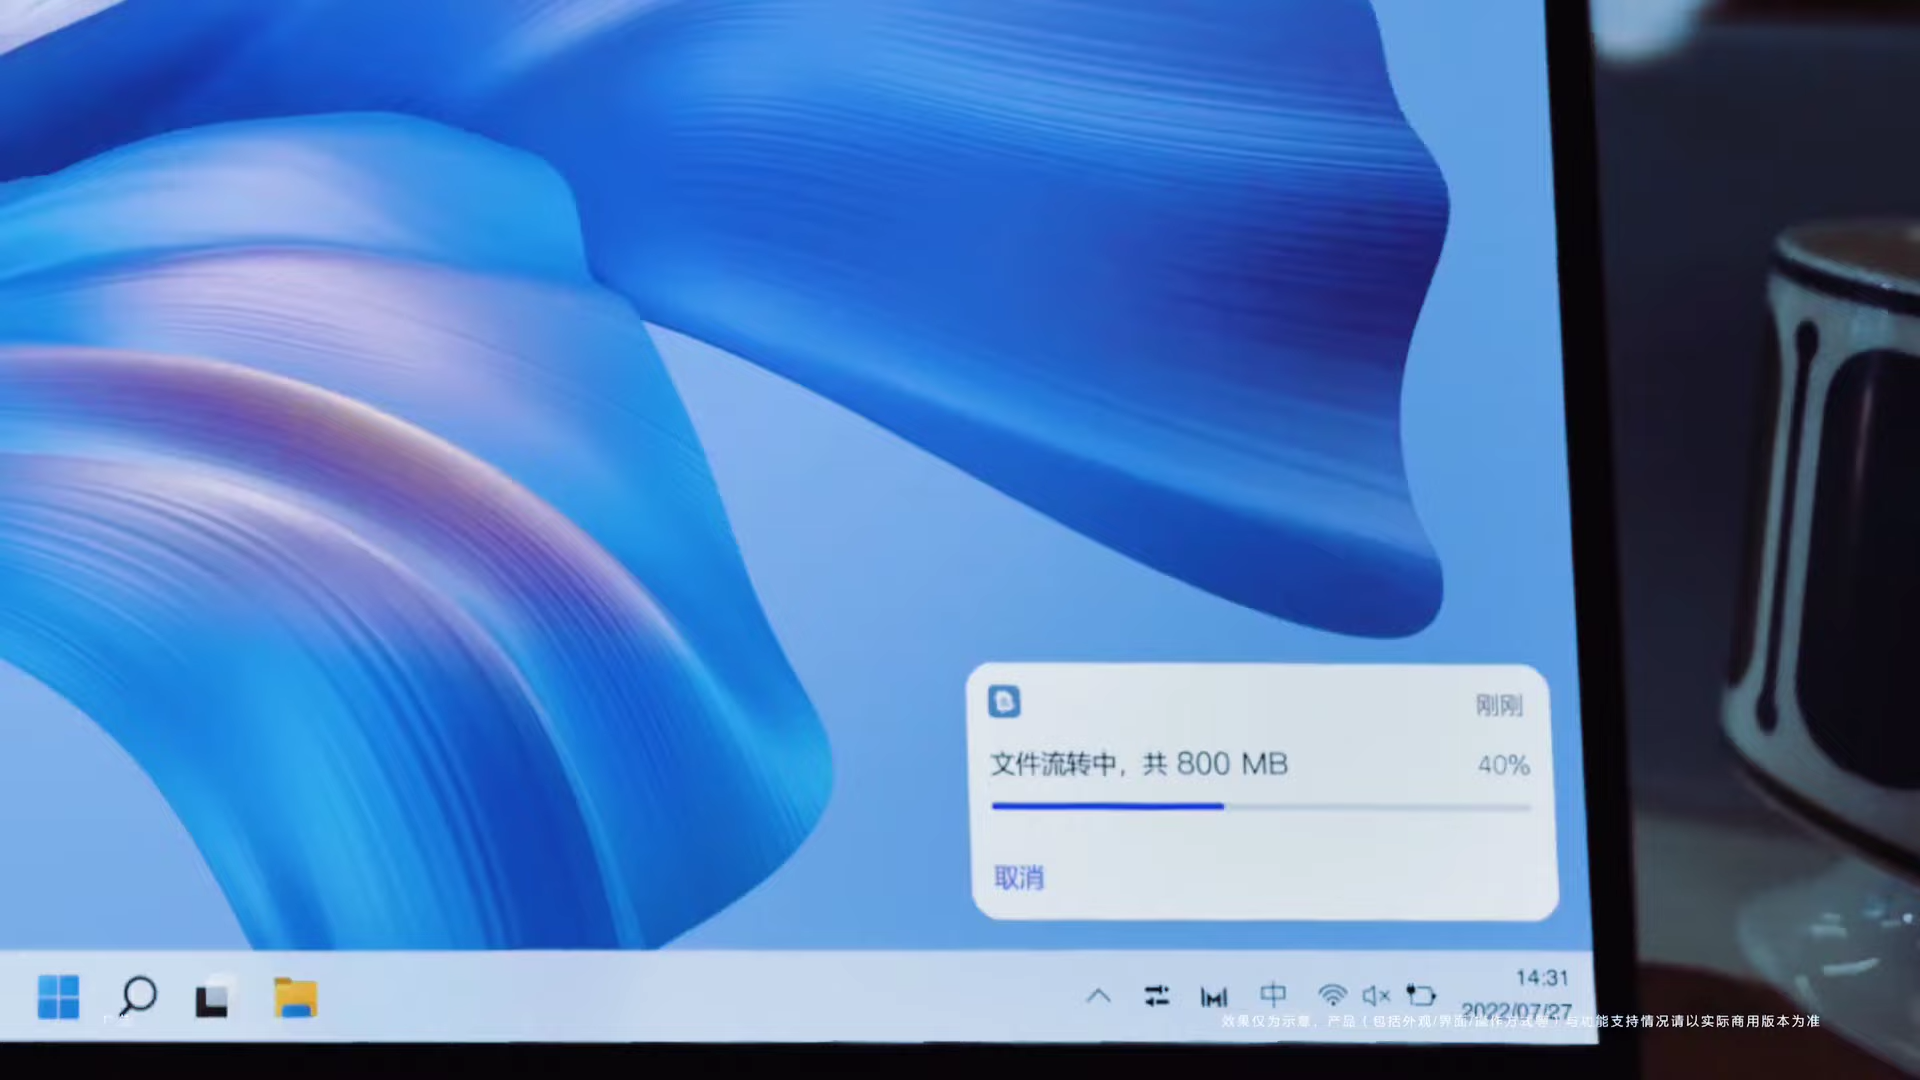 刚刚
文件流转中，共 800 MB
40%
取消
中
14:31
2022/07/27
广告
效果仅为示意，产品（包括外观/界面/操作方式等）与功能支持情况请以实际商用版本为准